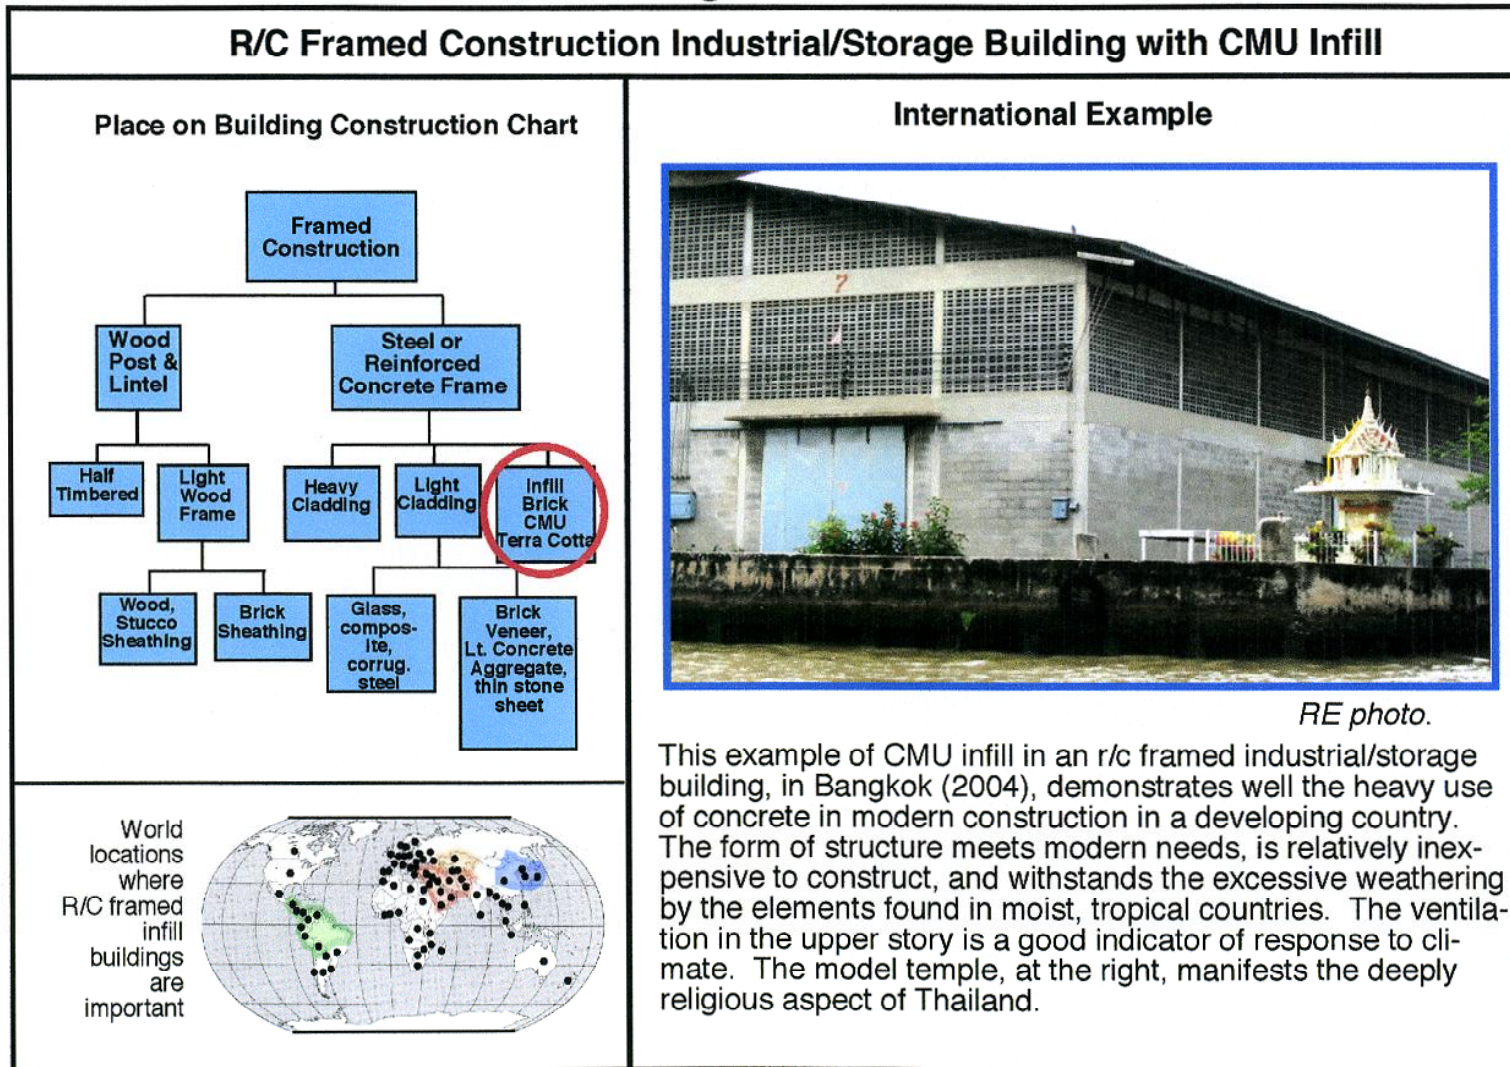 R/C Framed Construction Industrial/Storage Building with CMU Infill
Place on Building Construction Chart
Framed
Construction
Wood
Post &
Lintel
Steel or
Reinforced
Concrete Frame
Half
Timbered
Light
Wood
Frame
Heavy
Cladding
Light
Cladding
Infill
Brick
CMU
Terra Cotta
Wood,
Stucco
Sheathing
Brick
Sheathing
Glass,
compos-
ite,
corrug.
steel
Brick
Veneer,
Lt. Concrete
Aggregate,
thin stone
sheet
World
locations
where
R/C framed
infill
buildings
are
important
International Example
7
RE photo.
This example of CMU infill in an r/c framed industrial/storage
building, in Bangkok (2004), demonstrates well the heavy use
of concrete in modern construction in a developing country.
The form of structure meets modern needs, is relatively inex-
pensive to construct, and withstands the excessive weathering
by the elements found in moist, tropical countries.  The ventila-
tion in the upper story is a good indicator of response to cli-
mate.  The model temple, at the right, manifests the deeply
religious aspect of Thailand.